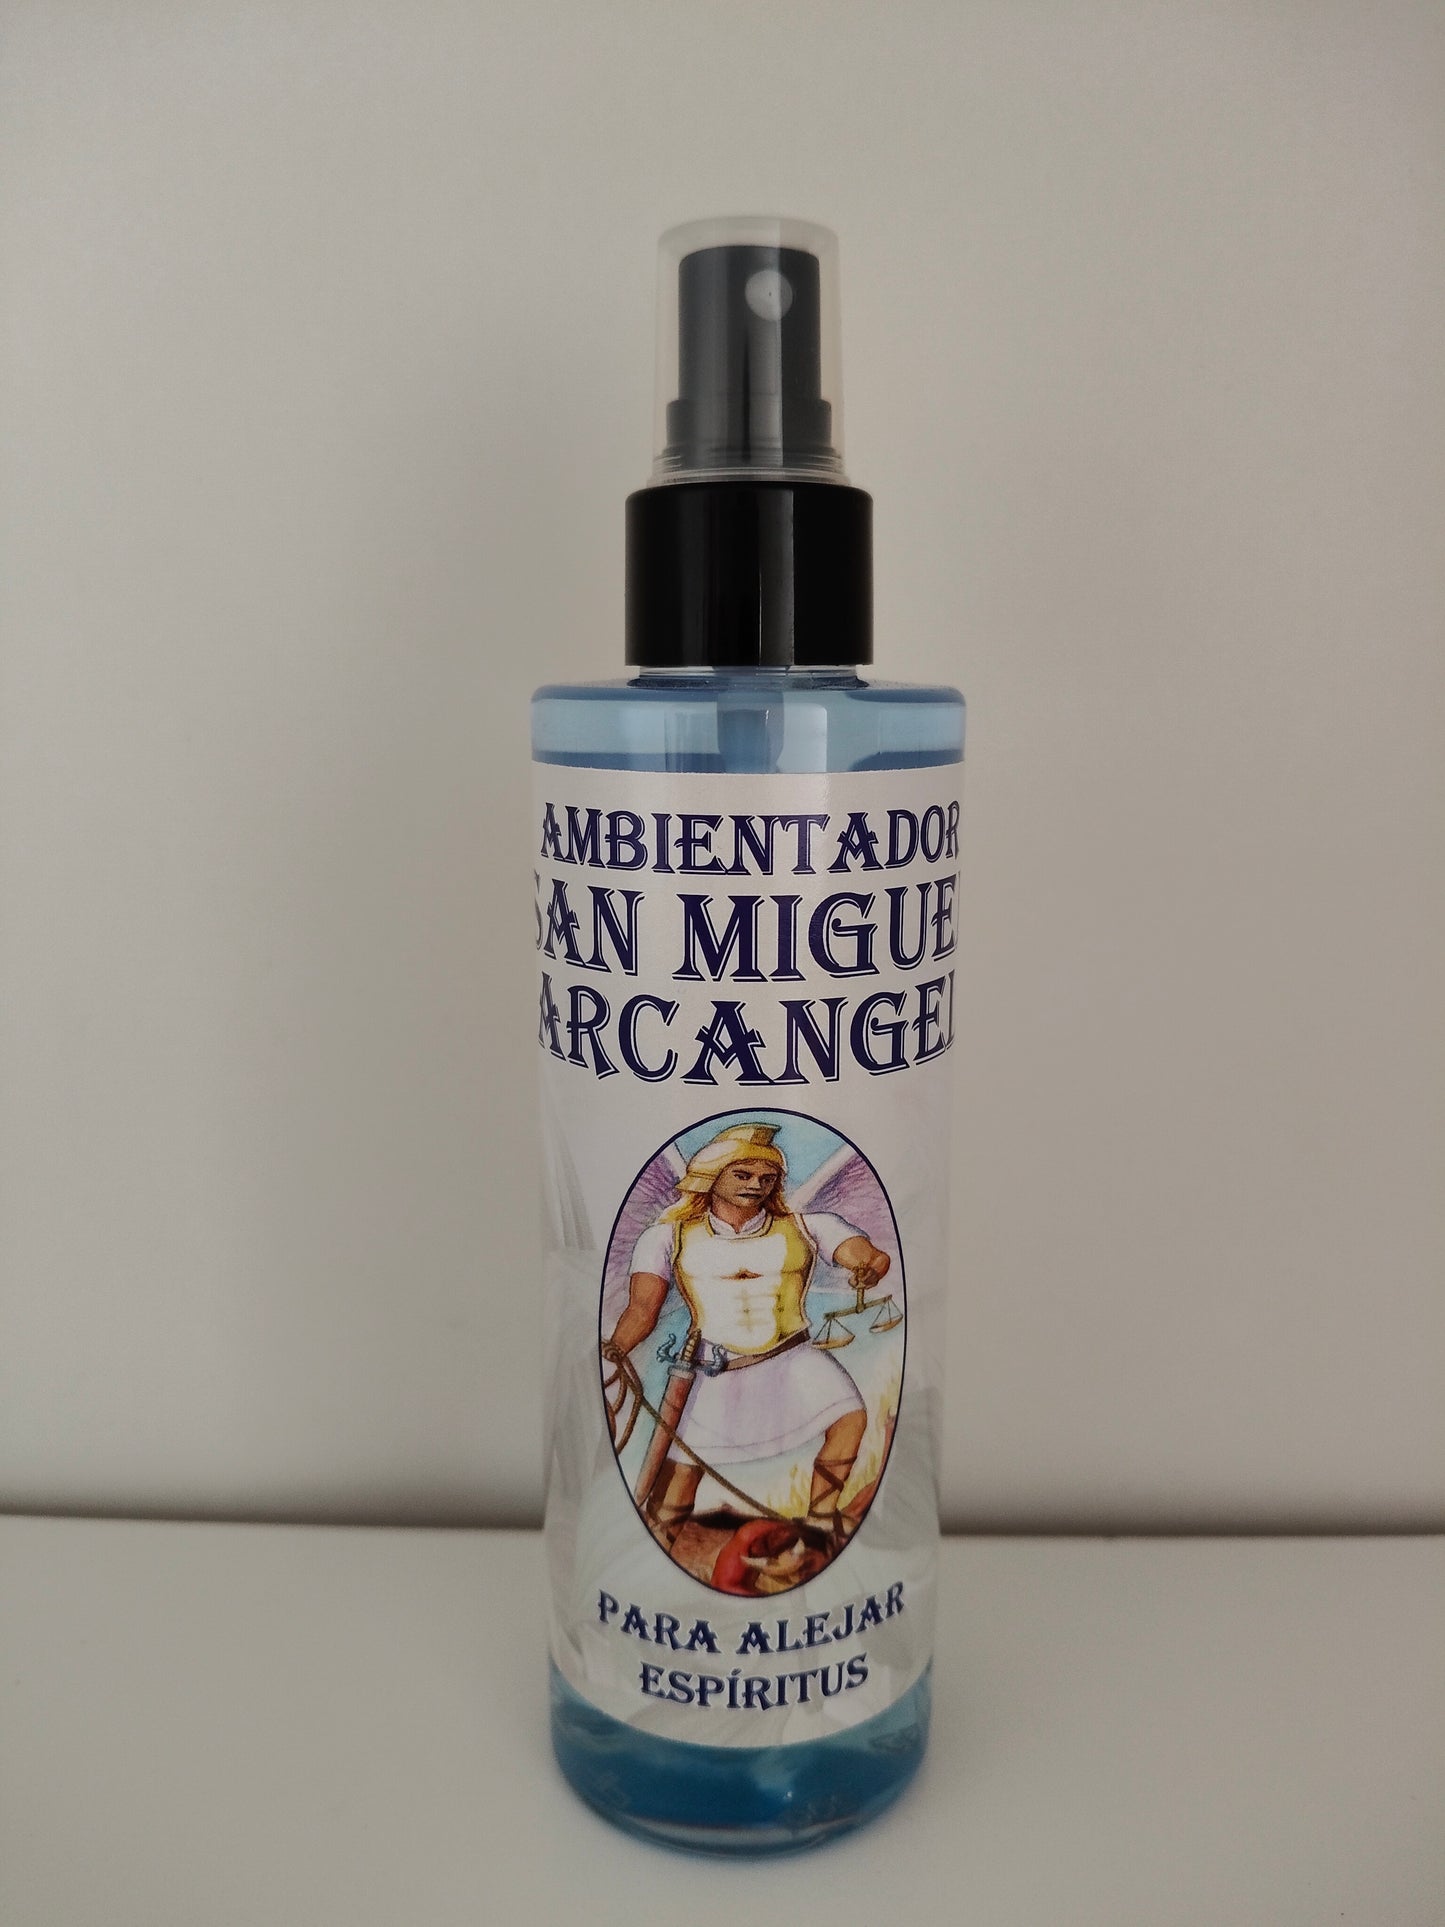 AMBIENTADOR
SAN MIGUEL
ARCANGEL
PARA ALEJAR
ESPÍRITUS